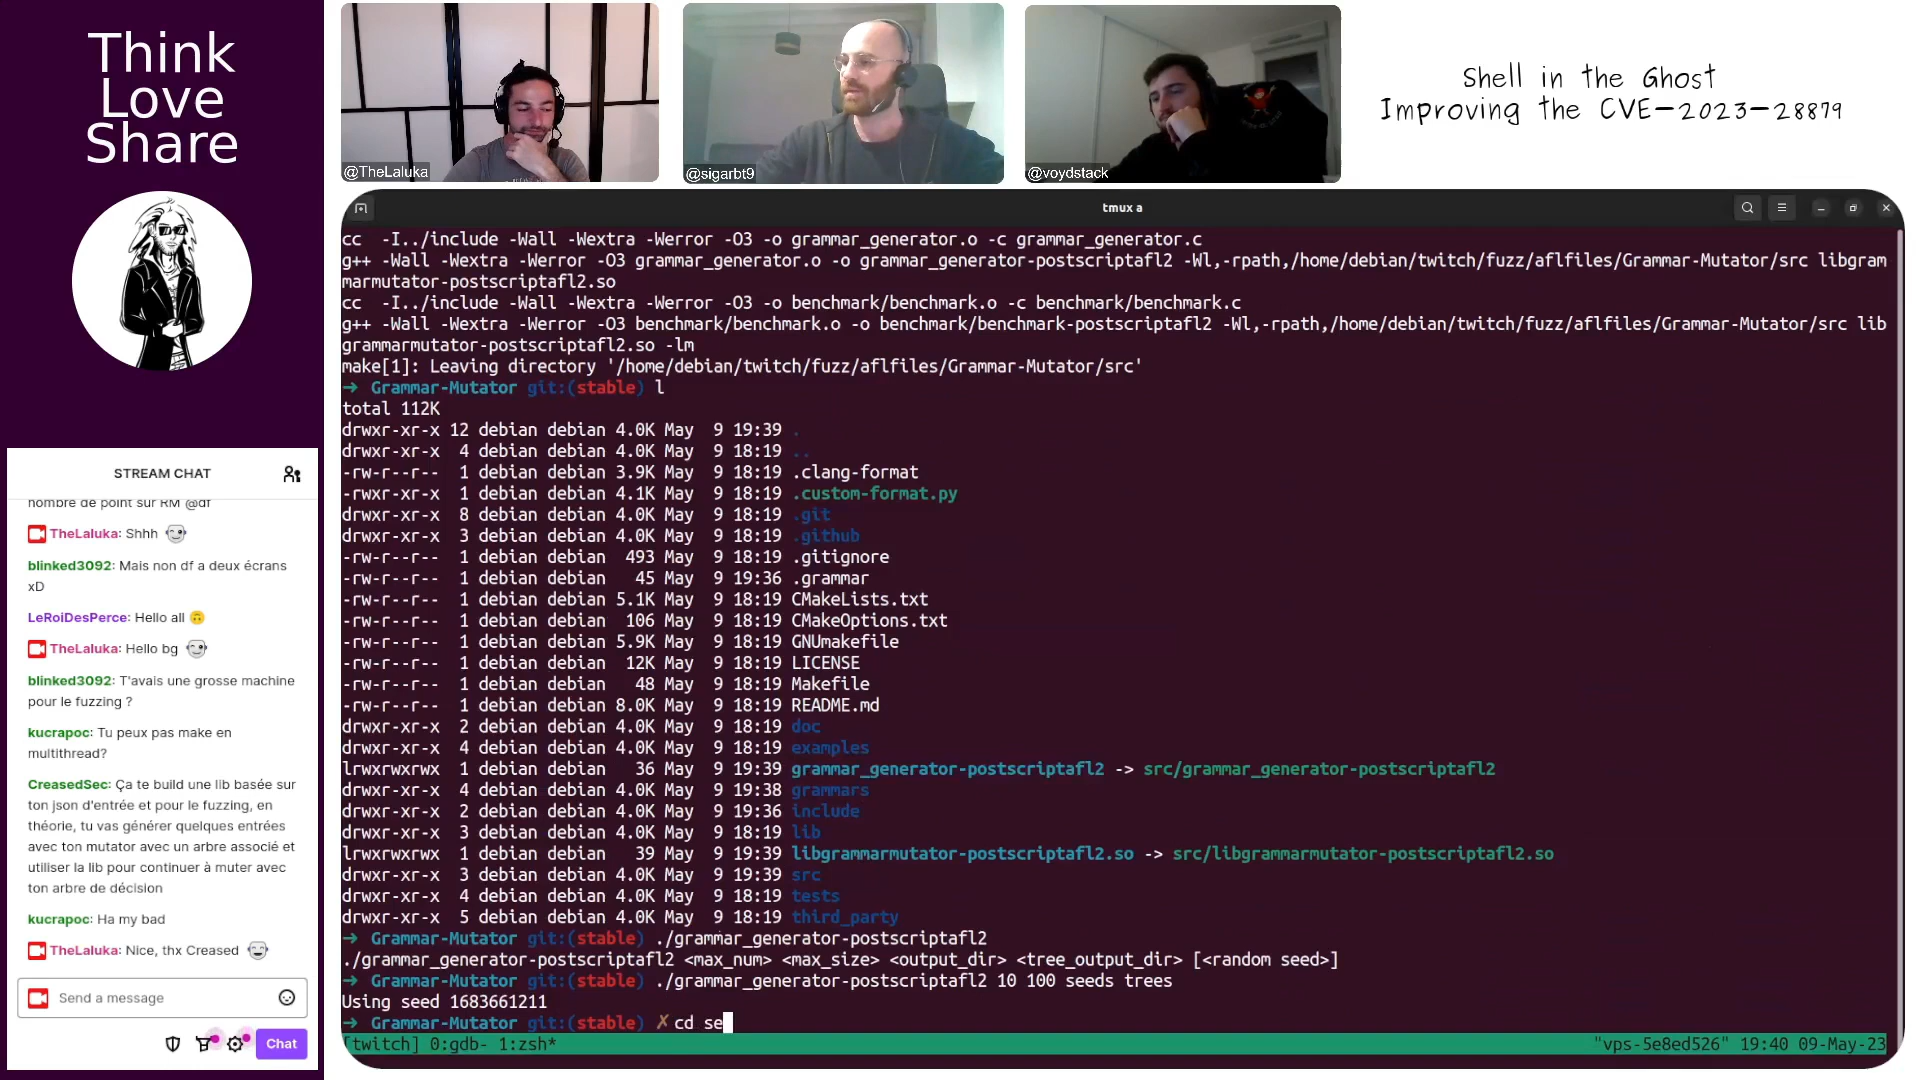 Think
Love
Share
@TheLaluka
@sigarbt9
@voydstack
Shell in the Ghost
Improving the CVE-2023-28879
STREAM CHAT
nombre de point sur RM @df
TheLaluka: Shhh
blinked3092: Mais non df a deux écrans
xD
LeRoiDesPerce: Hello all 🙃
TheLaluka: Hello bg
blinked3092: T'avais une grosse machine
pour le fuzzing ?
kucrapoc: Tu peux pas make en
multithread?
CreasedSec: Ça te build une lib basée sur
ton json d'entrée et pour le fuzzing, en
théorie, tu vas générer quelques entrées
avec ton mutator avec un arbre associé et
utiliser la lib pour continuer à muter avec
ton arbre de décision
kucrapoc: Ha my bad
TheLaluka: Nice, thx Creased
Send a message
Chat
tmux a
cc  -I../include -Wall -Wextra -Werror -O3 -o grammar_generator.o -c grammar_generator.c
g++ -Wall -Wextra -Werror -O3 grammar_generator.o -o grammar_generator-postscriptafl2 -Wl,-rpath,/home/debian/twitch/fuzz/aflfiles/Grammar-Mutator/src libgram
marmutator-postscriptafl2.so
cc  -I../include -Wall -Wextra -Werror -O3 -o benchmark/benchmark.o -c benchmark/benchmark.c
g++ -Wall -Wextra -Werror -O3 benchmark/benchmark.o -o benchmark/benchmark-postscriptafl2 -Wl,-rpath,/home/debian/twitch/fuzz/aflfiles/Grammar-Mutator/src lib
grammarmutator-postscriptafl2.so -lm
make[1]: Leaving directory '/home/debian/twitch/fuzz/aflfiles/Grammar-Mutator/src'
→ Grammar-Mutator git:(stable) l
total 112K
drwxr-xr-x 12 debian debian 4.0K May  9 19:39 .
drwxr-xr-x  4 debian debian 4.0K May  9 18:19 ..
-rw-r--r--  1 debian debian 3.9K May  9 18:19 .clang-format
-rwxr-xr-x  1 debian debian 4.1K May  9 18:19 .custom-format.py
drwxr-xr-x  8 debian debian 4.0K May  9 18:19 .git
drwxr-xr-x  3 debian debian 4.0K May  9 18:19 .github
-rw-r--r--  1 debian debian  493 May  9 18:19 .gitignore
-rw-r--r--  1 debian debian   45 May  9 19:36 .grammar
-rw-r--r--  1 debian debian 5.1K May  9 18:19 CMakeLists.txt
-rw-r--r--  1 debian debian  106 May  9 18:19 CMakeOptions.txt
-rw-r--r--  1 debian debian 5.9K May  9 18:19 GNUmakefile
-rw-r--r--  1 debian debian  12K May  9 18:19 LICENSE
-rw-r--r--  1 debian debian   48 May  9 18:19 Makefile
-rw-r--r--  1 debian debian 8.0K May  9 18:19 README.md
drwxr-xr-x  2 debian debian 4.0K May  9 18:19 doc
drwxr-xr-x  4 debian debian 4.0K May  9 18:19 examples
lrwxrwxrwx  1 debian debian   36 May  9 19:39 grammar_generator-postscriptafl2 -> src/grammar_generator-postscriptafl2
drwxr-xr-x  4 debian debian 4.0K May  9 19:38 grammars
drwxr-xr-x  2 debian debian 4.0K May  9 19:36 include
drwxr-xr-x  3 debian debian 4.0K May  9 18:19 lib
lrwxrwxrwx  1 debian debian   39 May  9 19:39 libgrammarmutator-postscriptafl2.so -> src/libgrammarmutator-postscriptafl2.so
drwxr-xr-x  3 debian debian 4.0K May  9 19:39 src
drwxr-xr-x  4 debian debian 4.0K May  9 18:19 tests
drwxr-xr-x  5 debian debian 4.0K May  9 18:19 third_party
→ Grammar-Mutator git:(stable) ./grammar_generator-postscriptafl2
./grammar_generator-postscriptafl2 <max_num> <max_size> <output_dir> <tree_output_dir> [<random seed>]
→ Grammar-Mutator git:(stable) ./grammar_generator-postscriptafl2 10 100 seeds trees
Using seed 1683661211
→ Grammar-Mutator git:(stable) ✗ cd se
[twitch] 0:gdb- 1:zsh* "vps-5e8ed526" 19:40 09-May-23